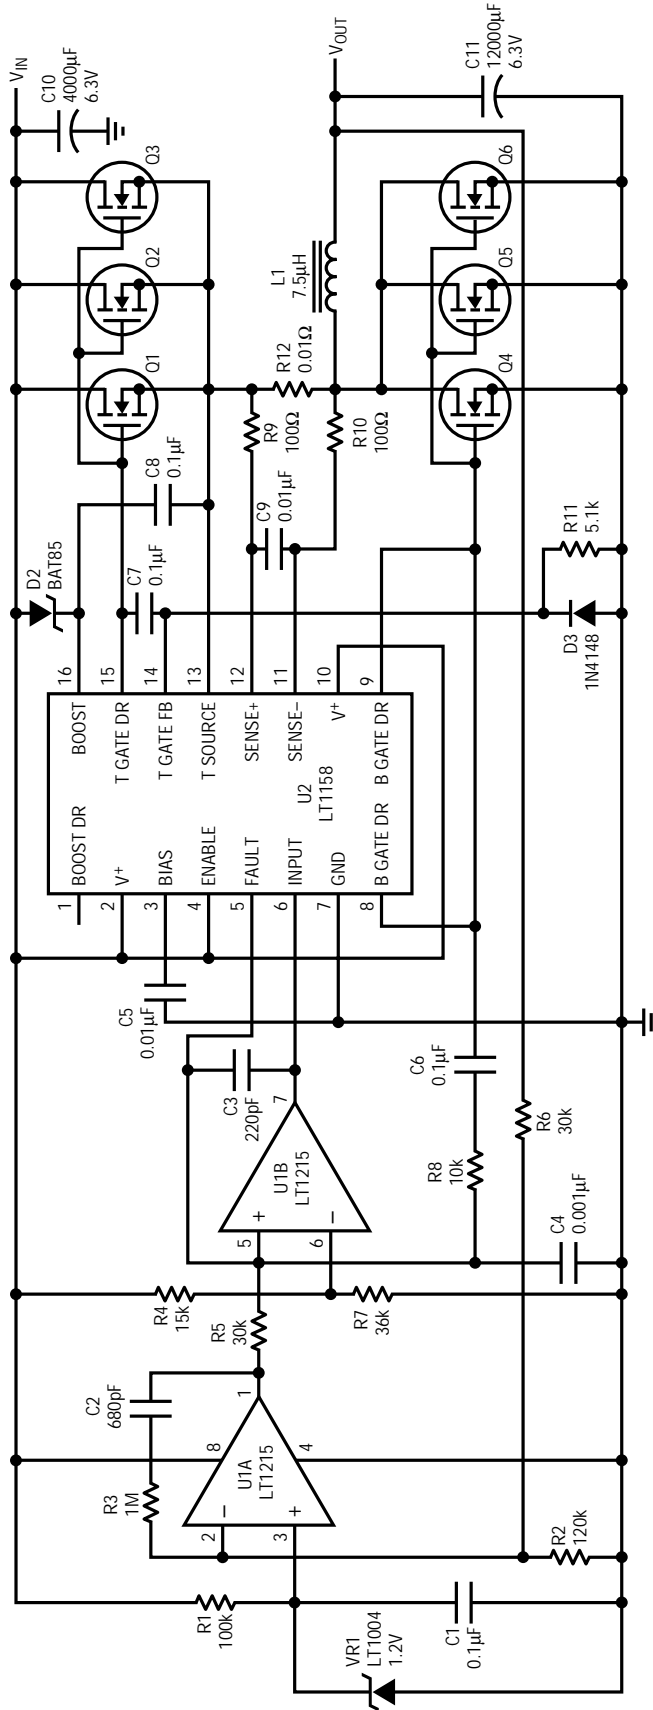 VIN
C10
4000µF
6.3V
Q3
Q2
Q1
D2
BAT85
C8
0.1µF
C7
0.1µF
R9
100Ω
R12
0.01Ω
C9
0.01µF
L1
7.5µH
R10
100Ω
VOUT
C11
12000µF
6.3V
Q6
Q5
Q4
R11
5.1k
D3
1N4148
16
15
14
13
12
11
10
9
BOOST
T GATE DR
T GATE FB
T SOURCE
SENSE+
SENSE–
V+
B GATE DR
U2
LT1158
BOOST DR
V+
BIAS
ENABLE
FAULT
INPUT
GND
B GATE DR
1
2
3
4
5
6
7
8
C5
0.01µF
C3
220pF
7
U1B
LT1215
+
–
5
6
C6
0.1µF
R8
10k
R6
30k
C4
0.001µF
R4
15k
R5
30k
R7
36k
C2
680pF
R3
1M
1
8
4
U1A
LT1215
–
+
2
3
R2
120k
R1
100k
C1
0.1µF
VR1
LT1004
1.2V